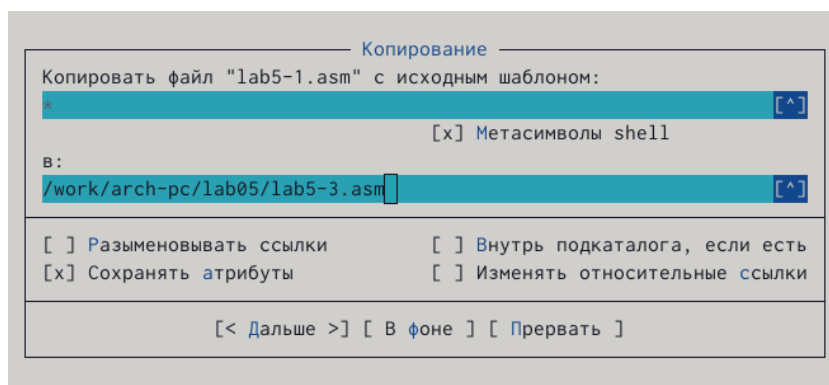 Копирование
Копировать файл "lab5-1.asm" с исходным шаблоном:
* [^]
[x] Метасимволы shell
в:
/work/arch-pc/lab05/lab5-3.asm [^]
[ ] Разыменовывать ссылки [ ] Внутрь подкаталога, если есть
[x] Сохранять атрибуты [ ] Изменять относительные ссылки
[< Дальше >] [ В фоне ] [ Прервать ]